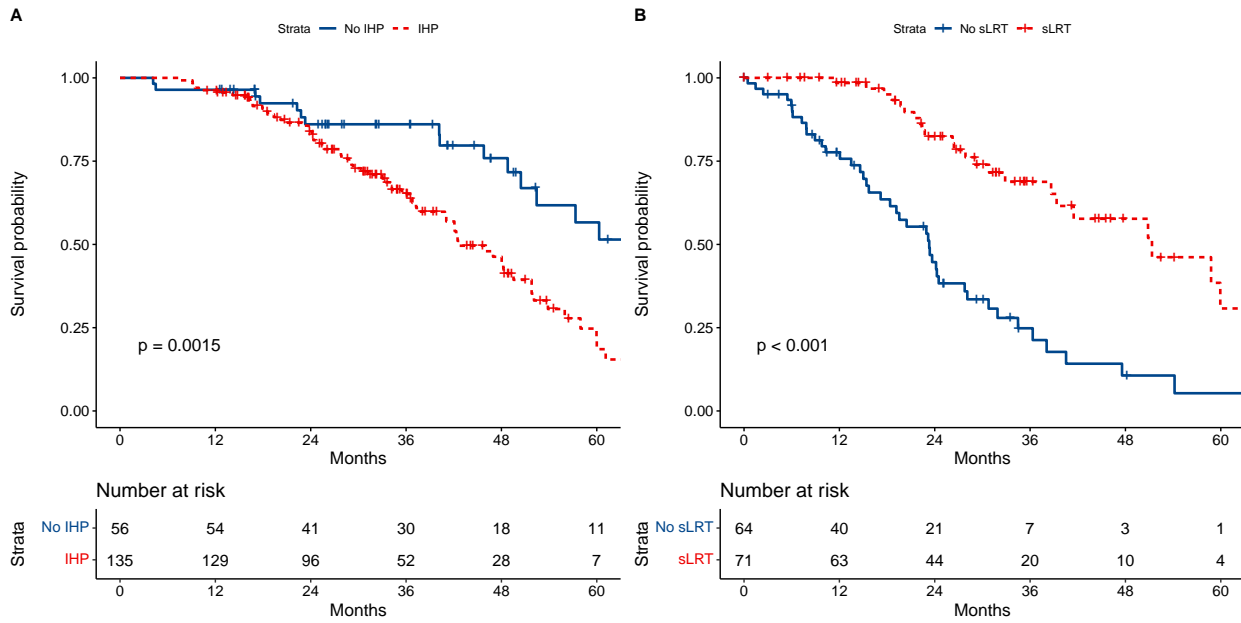 A
Strata No IHP IHP
Survival probability
1.00
0.75
0.50
0.25
0.00
p = 0.0015
0 12 24 36 48 60
Months
Number at risk
Strata
No IHP 56 54 41 30 18 11
IHP 135 129 96 52 28 7
0 12 24 36 48 60
Months
B
Strata No sLRT sLRT
Survival probability
1.00
0.75
0.50
0.25
0.00
p < 0.001
0 12 24 36 48 60
Months
Number at risk
Strata
No sLRT 64 40 21 7 3 1
sLRT 71 63 44 20 10 4
0 12 24 36 48 60
Months